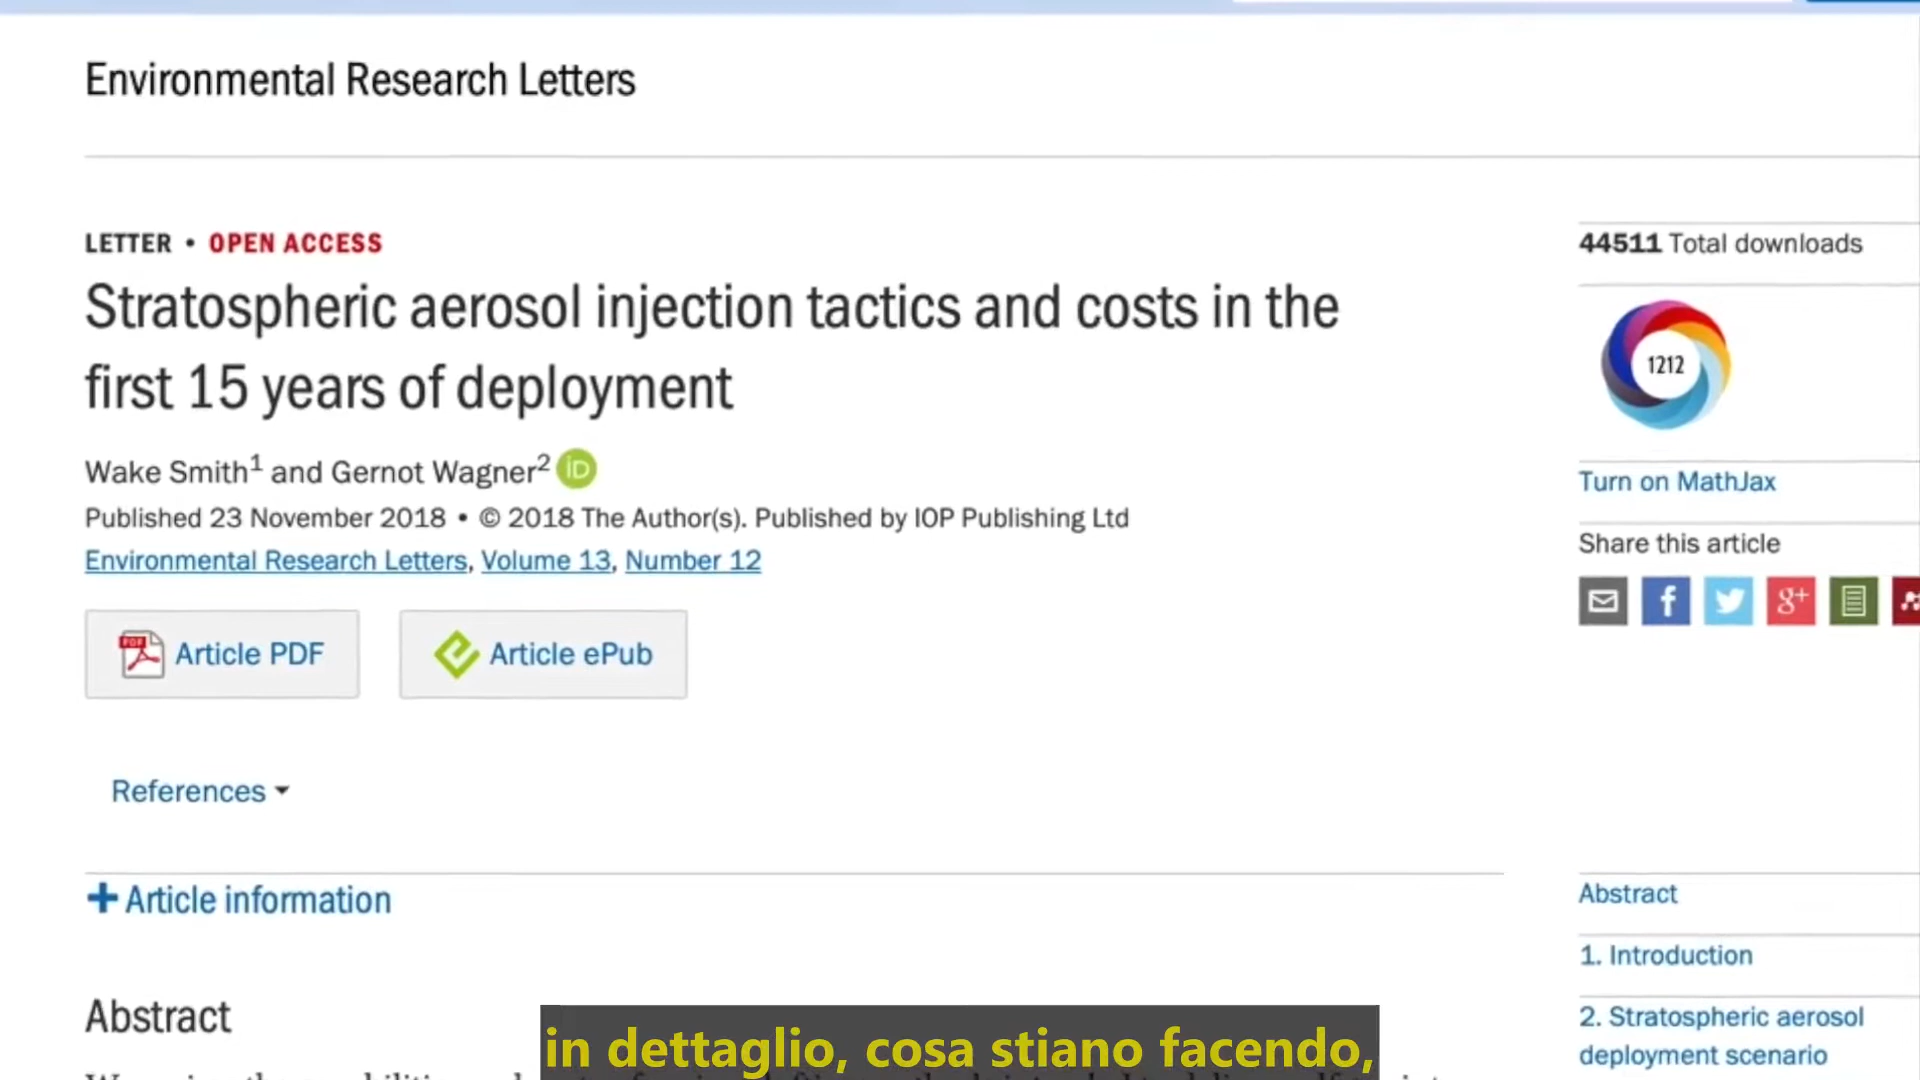 Environmental Research Letters
LETTER • OPEN ACCESS
Stratospheric aerosol injection tactics and costs in the
first 15 years of deployment
Wake Smith1 and Gernot Wagner2 iD
Published 23 November 2018 • © 2018 The Author(s). Published by IOP Publishing Ltd
Environmental Research Letters, Volume 13, Number 12
PDF Article PDF
Article ePub
References
Article information
Abstract
44511 Total downloads
1212
Turn on MathJax
Share this article
Abstract
1. Introduction
2. Stratospheric aerosol
deployment scenario
in dettaglio, cosa stiano facendo,